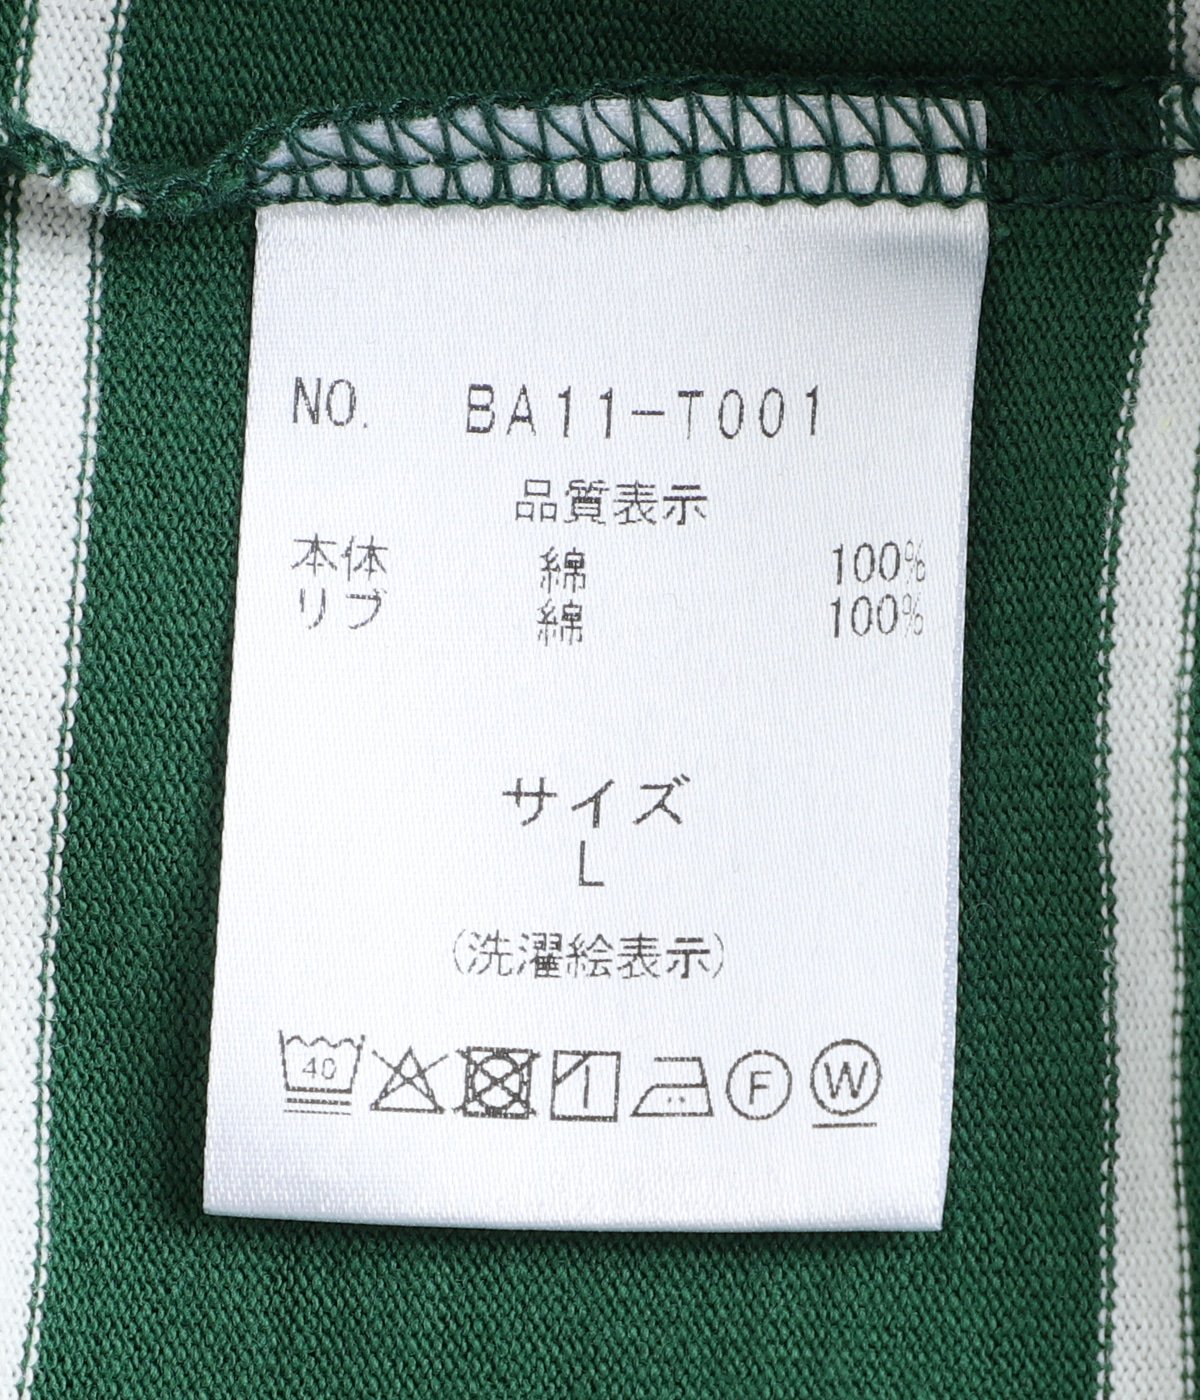 NO. BA11-T001
品質表示
本体 綿 100%
リブ 綿 100%
サイズ
L
(洗濯絵表示)
40 F W